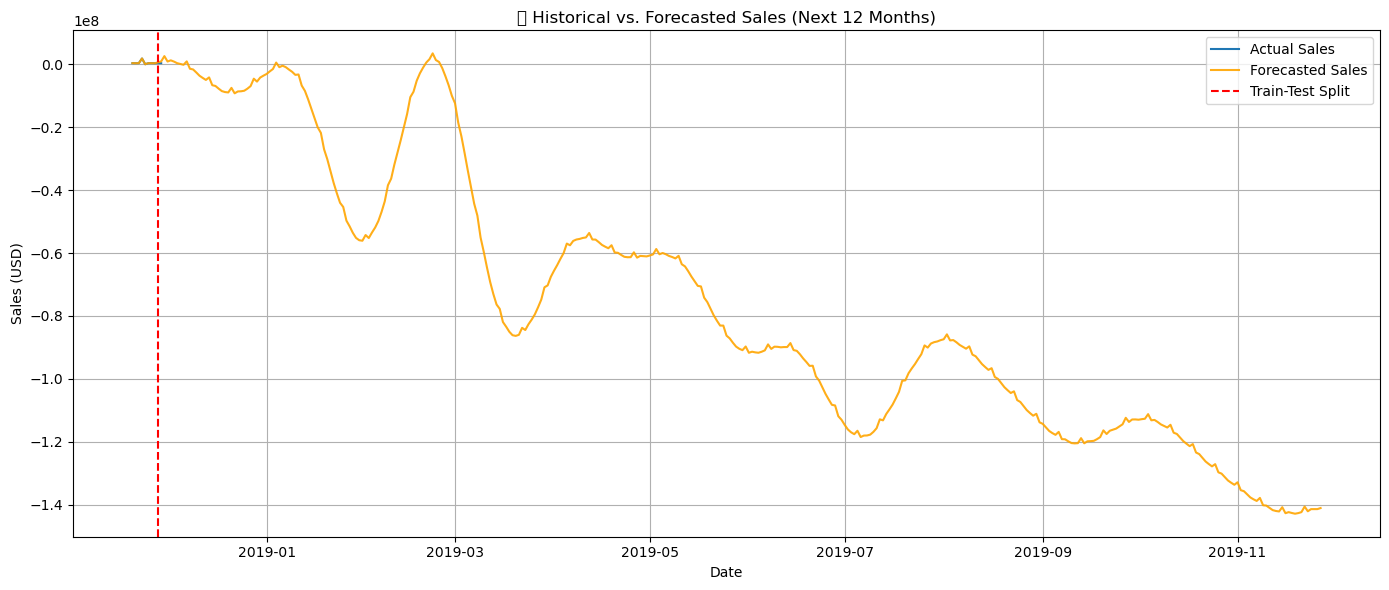 Historical vs. Forecasted Sales (Next 12 Months)
1e8
Actual Sales
Forecasted Sales
Train-Test Split
Sales (USD)
0.0
−0.2
−0.4
−0.6
−0.8
−1.0
−1.2
−1.4
2019-01
2019-03
2019-05
2019-07
2019-09
2019-11
Date